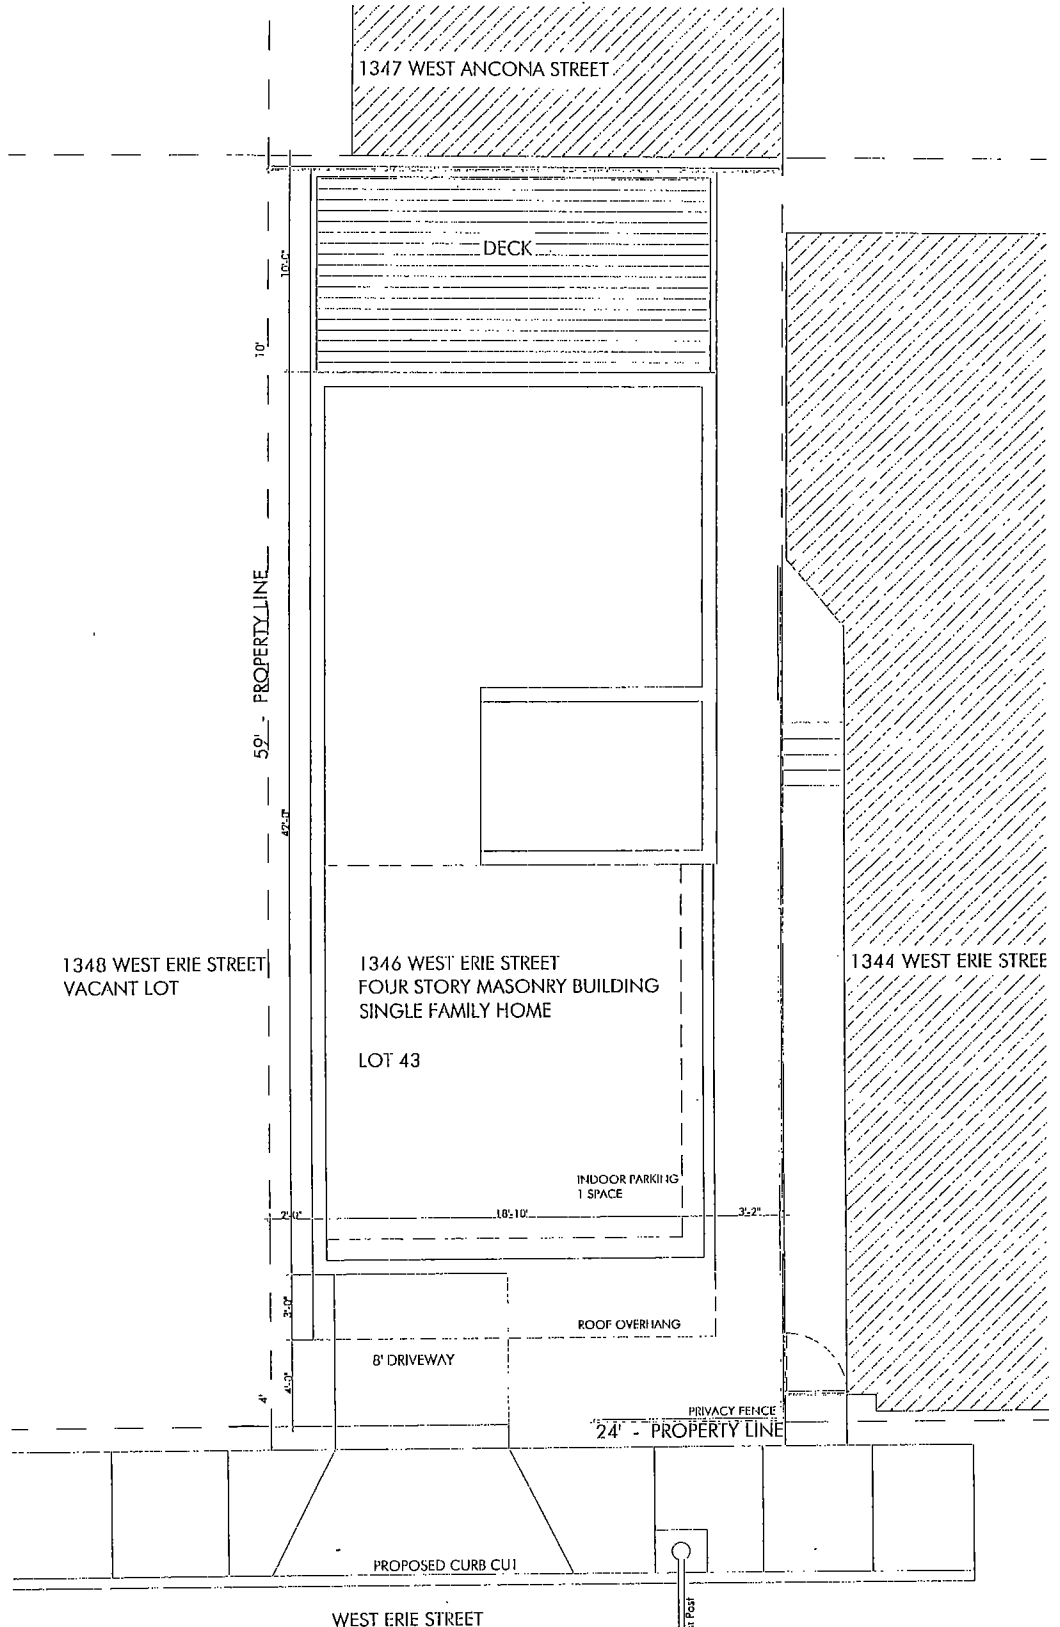 1347 WEST ANCONA STREET
DECK
10'-0"
10'
59' - PROPERTY LINE
42'-0"
1348 WEST ERIE STREET
VACANT LOT
1346 WEST ERIE STREET
FOUR STORY MASONRY BUILDING
SINGLE FAMILY HOME
LOT 43
1344 WEST ERIE STREE
INDOOR PARKING
1 SPACE
2'-0"
18'-10"
3'-2"
3'-0"
ROOF OVERHANG
8' DRIVEWAY
4'-0"
4'
PRIVACY FENCE
24' - PROPERTY LINE
PROPOSED CURB CUT
WEST ERIE STREET
Post